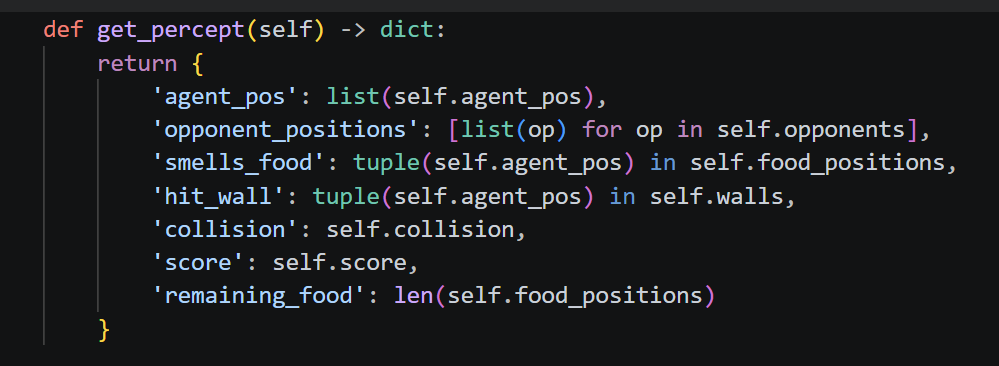 def get_percept(self) -> dict:
    return {
        'agent_pos': list(self.agent_pos),
        'opponent_positions': [list(op) for op in self.opponents],
        'smells_food': tuple(self.agent_pos) in self.food_positions,
        'hit_wall': tuple(self.agent_pos) in self.walls,
        'collision': self.collision,
        'score': self.score,
        'remaining_food': len(self.food_positions)
    }